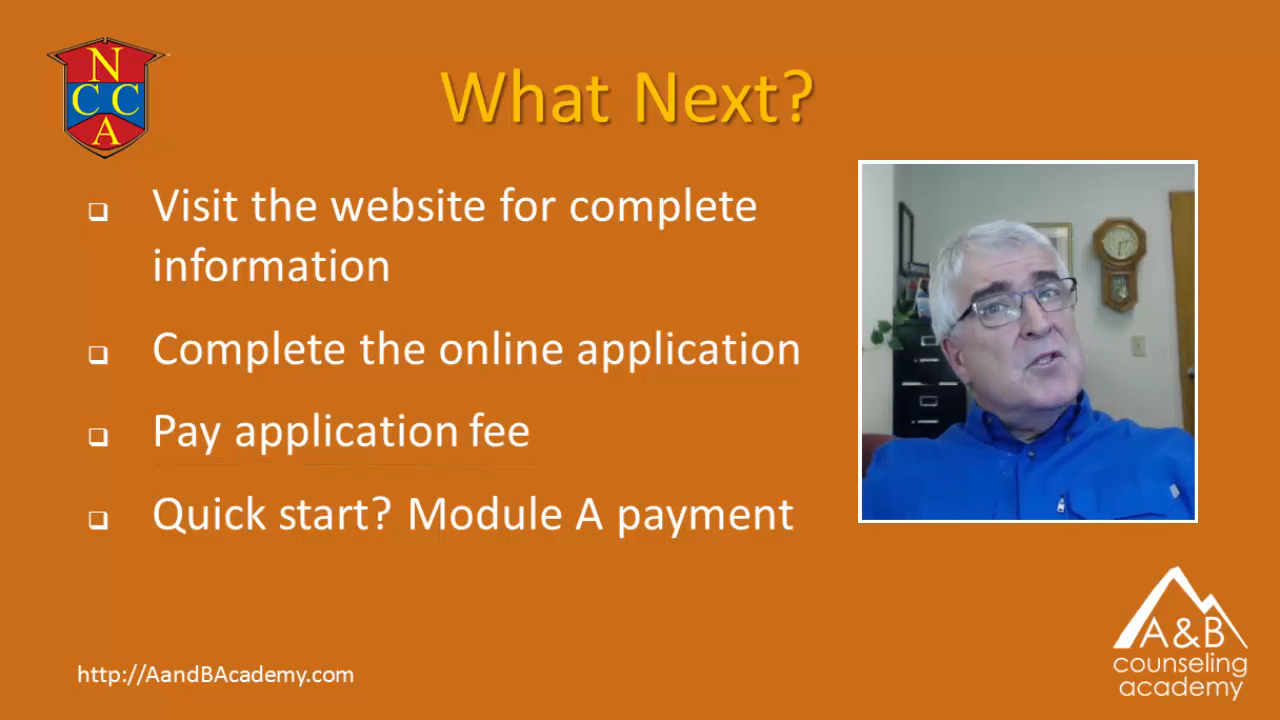 N
C C
A
What Next?
Visit the website for complete
information
Complete the online application
Pay application fee
Quick start? Module A payment
A & B
counseling
academy
http://AandBAcademy.com